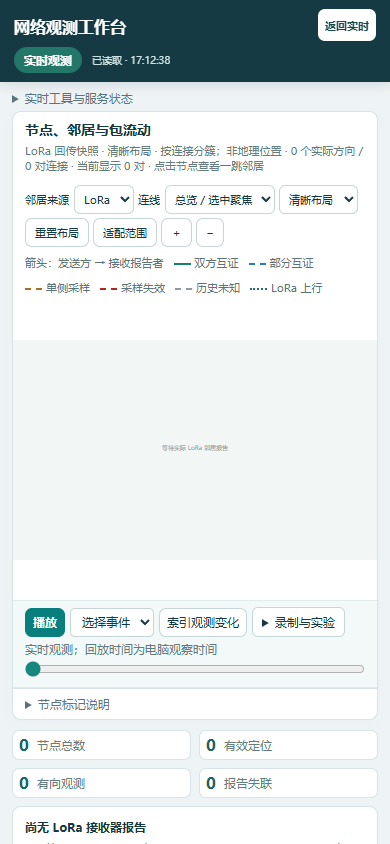 网络观测工作台
返回实时
实时观测 已读取 · 17:12:38
▶ 实时工具与服务状态
节点、邻居与包流动
LoRa 回传快照 · 清晰布局 · 按连接分簇；非地理位置 · 0 个实际方向 /
0 对连接 · 当前显示 0 对 · 点击节点查看一跳邻居
邻居来源 LoRa 连线 总览 / 选中聚焦 清晰布局
重置布局 适配范围 + −
箭头：发送方 → 接收报告者 双方互证 部分互证
单侧采样 采样失效 历史未知 LoRa 上行
等待实际 LoRa 邻居报告
播放 选择事件 索引观测变化 ▶ 录制与实验
实时观测；回放时间为电脑观察时间
▶ 节点标记说明
0 节点总数 0 有效定位
0 有向观测 0 报告失联
尚无 LoRa 接收器报告